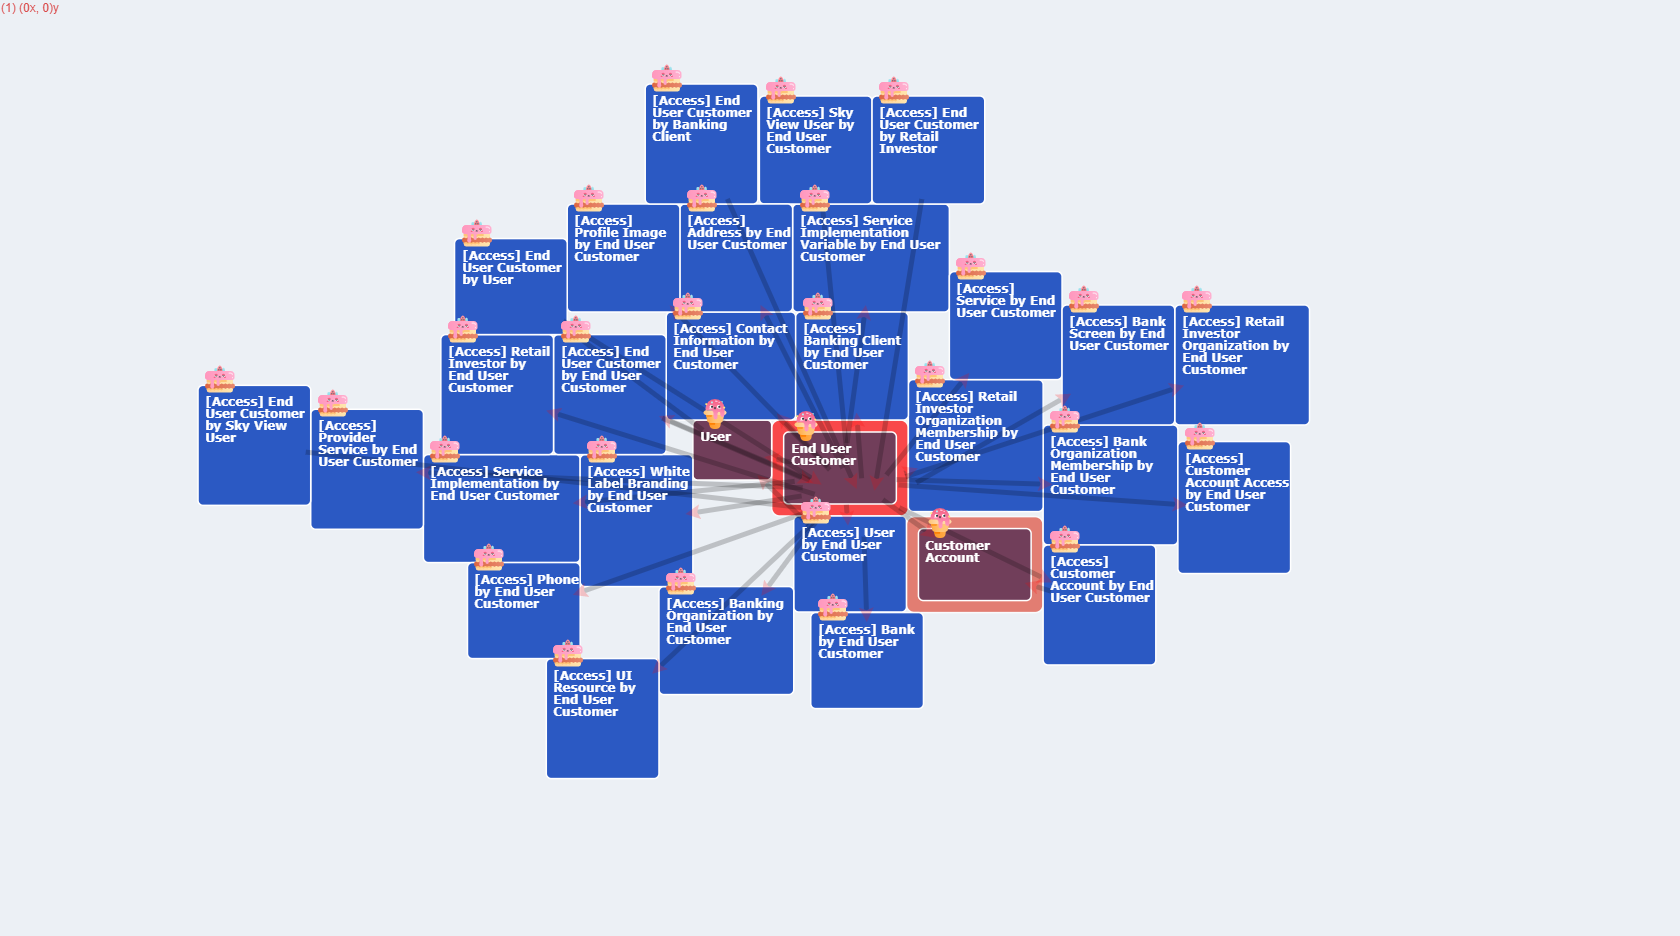 (1) (0x, 0)y
[Access] End
User Customer
by Banking
Client
[Access] Sky
View User by
End User
Customer
[Access] End
User Customer
by Retail
Investor
[Access]
Profile Image
by End User
Customer
[Access]
Address by End
User Customer
[Access] Service
Implementation
Variable by End User
Customer
[Access] End
User Customer
by User
[Access]
Service by End
User Customer
[Access] Bank
Screen by End
User Customer
[Access] Retail
Investor
Organization by
End User
Customer
[Access] Retail
Investor by
End User
Customer
[Access] End
User Customer
by End User
Customer
[Access] Contact
Information by
End User
Customer
[Access]
Banking Client
by End User
Customer
[Access] Retail
Investor
Organization
Membership by
End User
Customer
[Access] End
User Customer
by Sky View
User
[Access]
Provider
Service by End
User Customer
User
End User
Customer
[Access] Bank
Organization
Membership by
End User
Customer
[Access]
Customer
Account Access
by End User
Customer
[Access] Service
Implementation by
End User Customer
[Access] White
Label Branding
by End User
Customer
[Access] User
by End User
Customer
Customer
Account
[Access]
Customer
Account by End
User Customer
[Access] Phone
by End User
Customer
[Access] Banking
Organization by
End User
Customer
[Access] Bank
by End User
Customer
[Access] UI
Resource by
End User
Customer